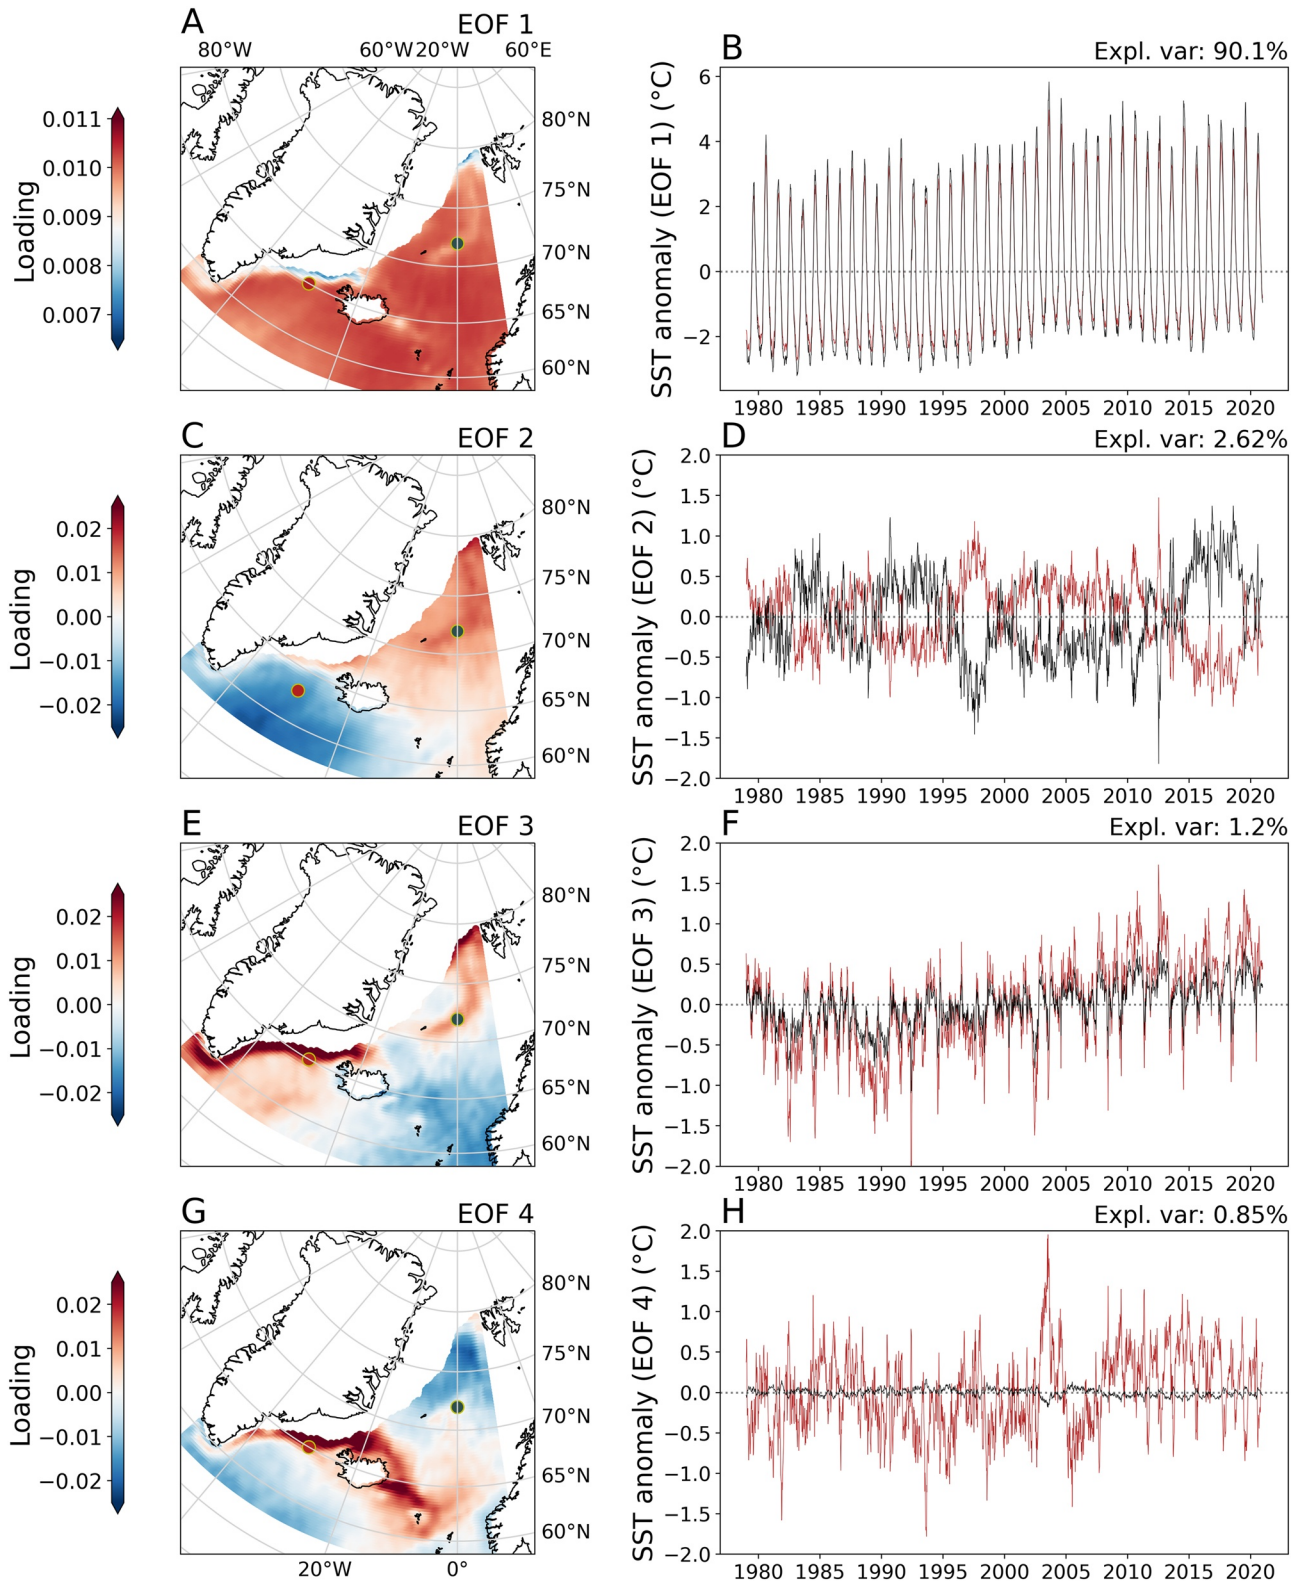 A
EOF 1
80°W
60°W
20°W
60°E
0.011
0.010
0.009
0.008
0.007
Loading
80°N
75°N
70°N
65°N
60°N
B
Expl. var: 90.1%
SST anomaly (EOF 1) (°C)
6
4
2
0
−2
1980 1985 1990 1995 2000 2005 2010 2015 2020
C
EOF 2
0.02
0.01
0.00
−0.01
−0.02
Loading
80°N
75°N
70°N
65°N
60°N
D
Expl. var: 2.62%
SST anomaly (EOF 2) (°C)
2.0
1.5
1.0
0.5
0.0
−0.5
−1.0
−1.5
−2.0
1980 1985 1990 1995 2000 2005 2010 2015 2020
E
EOF 3
0.02
0.01
0.00
−0.01
−0.02
Loading
80°N
75°N
70°N
65°N
60°N
F
Expl. var: 1.2%
SST anomaly (EOF 3) (°C)
2.0
1.5
1.0
0.5
0.0
−0.5
−1.0
−1.5
−2.0
1980 1985 1990 1995 2000 2005 2010 2015 2020
G
EOF 4
0.02
0.01
0.00
−0.01
−0.02
Loading
80°N
75°N
70°N
65°N
60°N
20°W
0°
H
Expl. var: 0.85%
SST anomaly (EOF 4) (°C)
2.0
1.5
1.0
0.5
0.0
−0.5
−1.0
−1.5
−2.0
1980 1985 1990 1995 2000 2005 2010 2015 2020